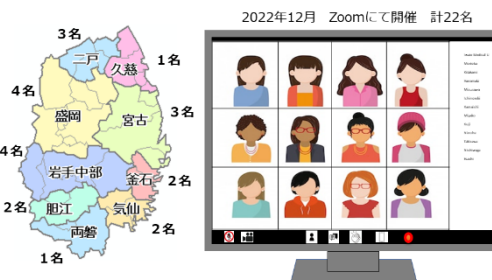 2022年12月　Zoomにて開催　計22名
3名
二戸
久慈
1名
4名
盛岡
宮古
3名
4名
岩手中部
釜石
2名
2名
胆江
気仙
2名
両磐
1名